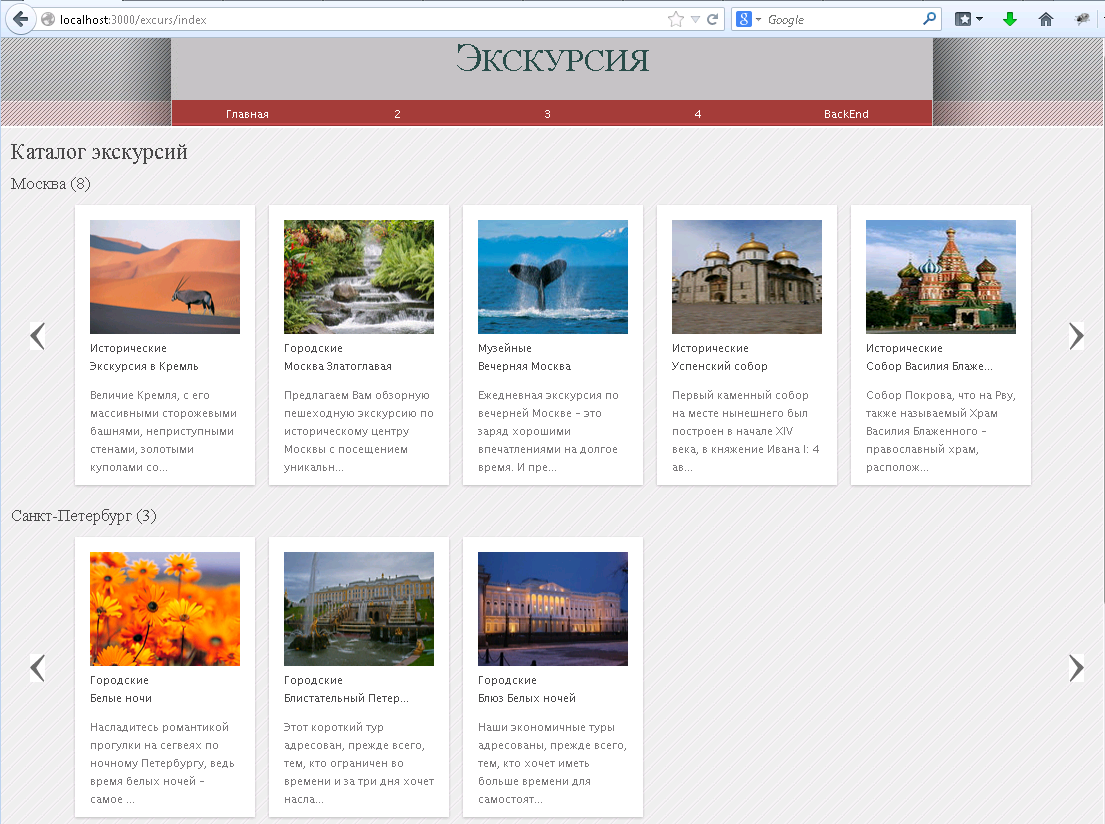 localhost:3000/excurs/index
Google
Экскурсия
Главная
2
3
4
BackEnd
Каталог экскурсий
Москва (8)
Исторические
Экскурсия в Кремль
Величие Кремля, с его
массивными сторожевыми
башнями, неприступными
стенами, золотыми
куполами со...
Городские
Москва Златоглавая
Предлагаем Вам обзорную
пешеходную экскурсию по
историческому центру
Москвы с посещением
уникальн...
Музейные
Вечерняя Москва
Ежедневная экскурсия по
вечерней Москве – это
заряд хорошими
впечатлениями на долгое
время. И пре...
Исторические
Успенский собор
Первый каменный собор
на месте нынешнего был
построен в начале XIV
века, в княжение Ивана I: 4
ав...
Исторические
Собор Василия Блаже...
Собор Покрова, что на Рву,
также называемый Храм
Василия Блаженного –
православный храм,
располож...
Санкт-Петербург (3)
Городские
Белые ночи
Насладитесь романтикой
прогулки на сегвеях по
ночному Петербургу, ведь
время белых ночей –
самое ...
Городские
Блистательный Петер...
Этот короткий тур
адресован, прежде всего,
тем, кто ограничен во
времени и за три дня хочет
насла...
Городские
Блюз Белых ночей
Наши экономичные туры
адресованы, прежде всего,
тем, кто хочет иметь
больше времени для
самостоят...